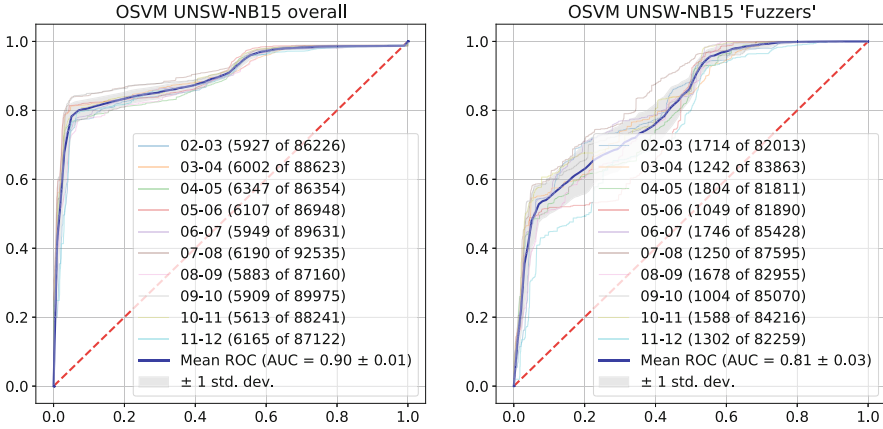 OSVM UNSW-NB15 overall
1.0
0.8
0.6
0.4
0.2
0.0
0.0 0.2 0.4 0.6 0.8 1.0
02-03 (5927 of 86226)
03-04 (6002 of 88623)
04-05 (6347 of 86354)
05-06 (6107 of 86948)
06-07 (5949 of 89631)
07-08 (6190 of 92535)
08-09 (5883 of 87160)
09-10 (5909 of 89975)
10-11 (5613 of 88241)
11-12 (6165 of 87122)
Mean ROC (AUC = 0.90 ± 0.01)
± 1 std. dev.
OSVM UNSW-NB15 'Fuzzers'
1.0
0.8
0.6
0.4
0.2
0.0
0.0 0.2 0.4 0.6 0.8 1.0
02-03 (1714 of 82013)
03-04 (1242 of 83863)
04-05 (1804 of 81811)
05-06 (1049 of 81890)
06-07 (1746 of 85428)
07-08 (1250 of 87595)
08-09 (1678 of 82955)
09-10 (1004 of 85070)
10-11 (1588 of 84216)
11-12 (1302 of 82259)
Mean ROC (AUC = 0.81 ± 0.03)
± 1 std. dev.